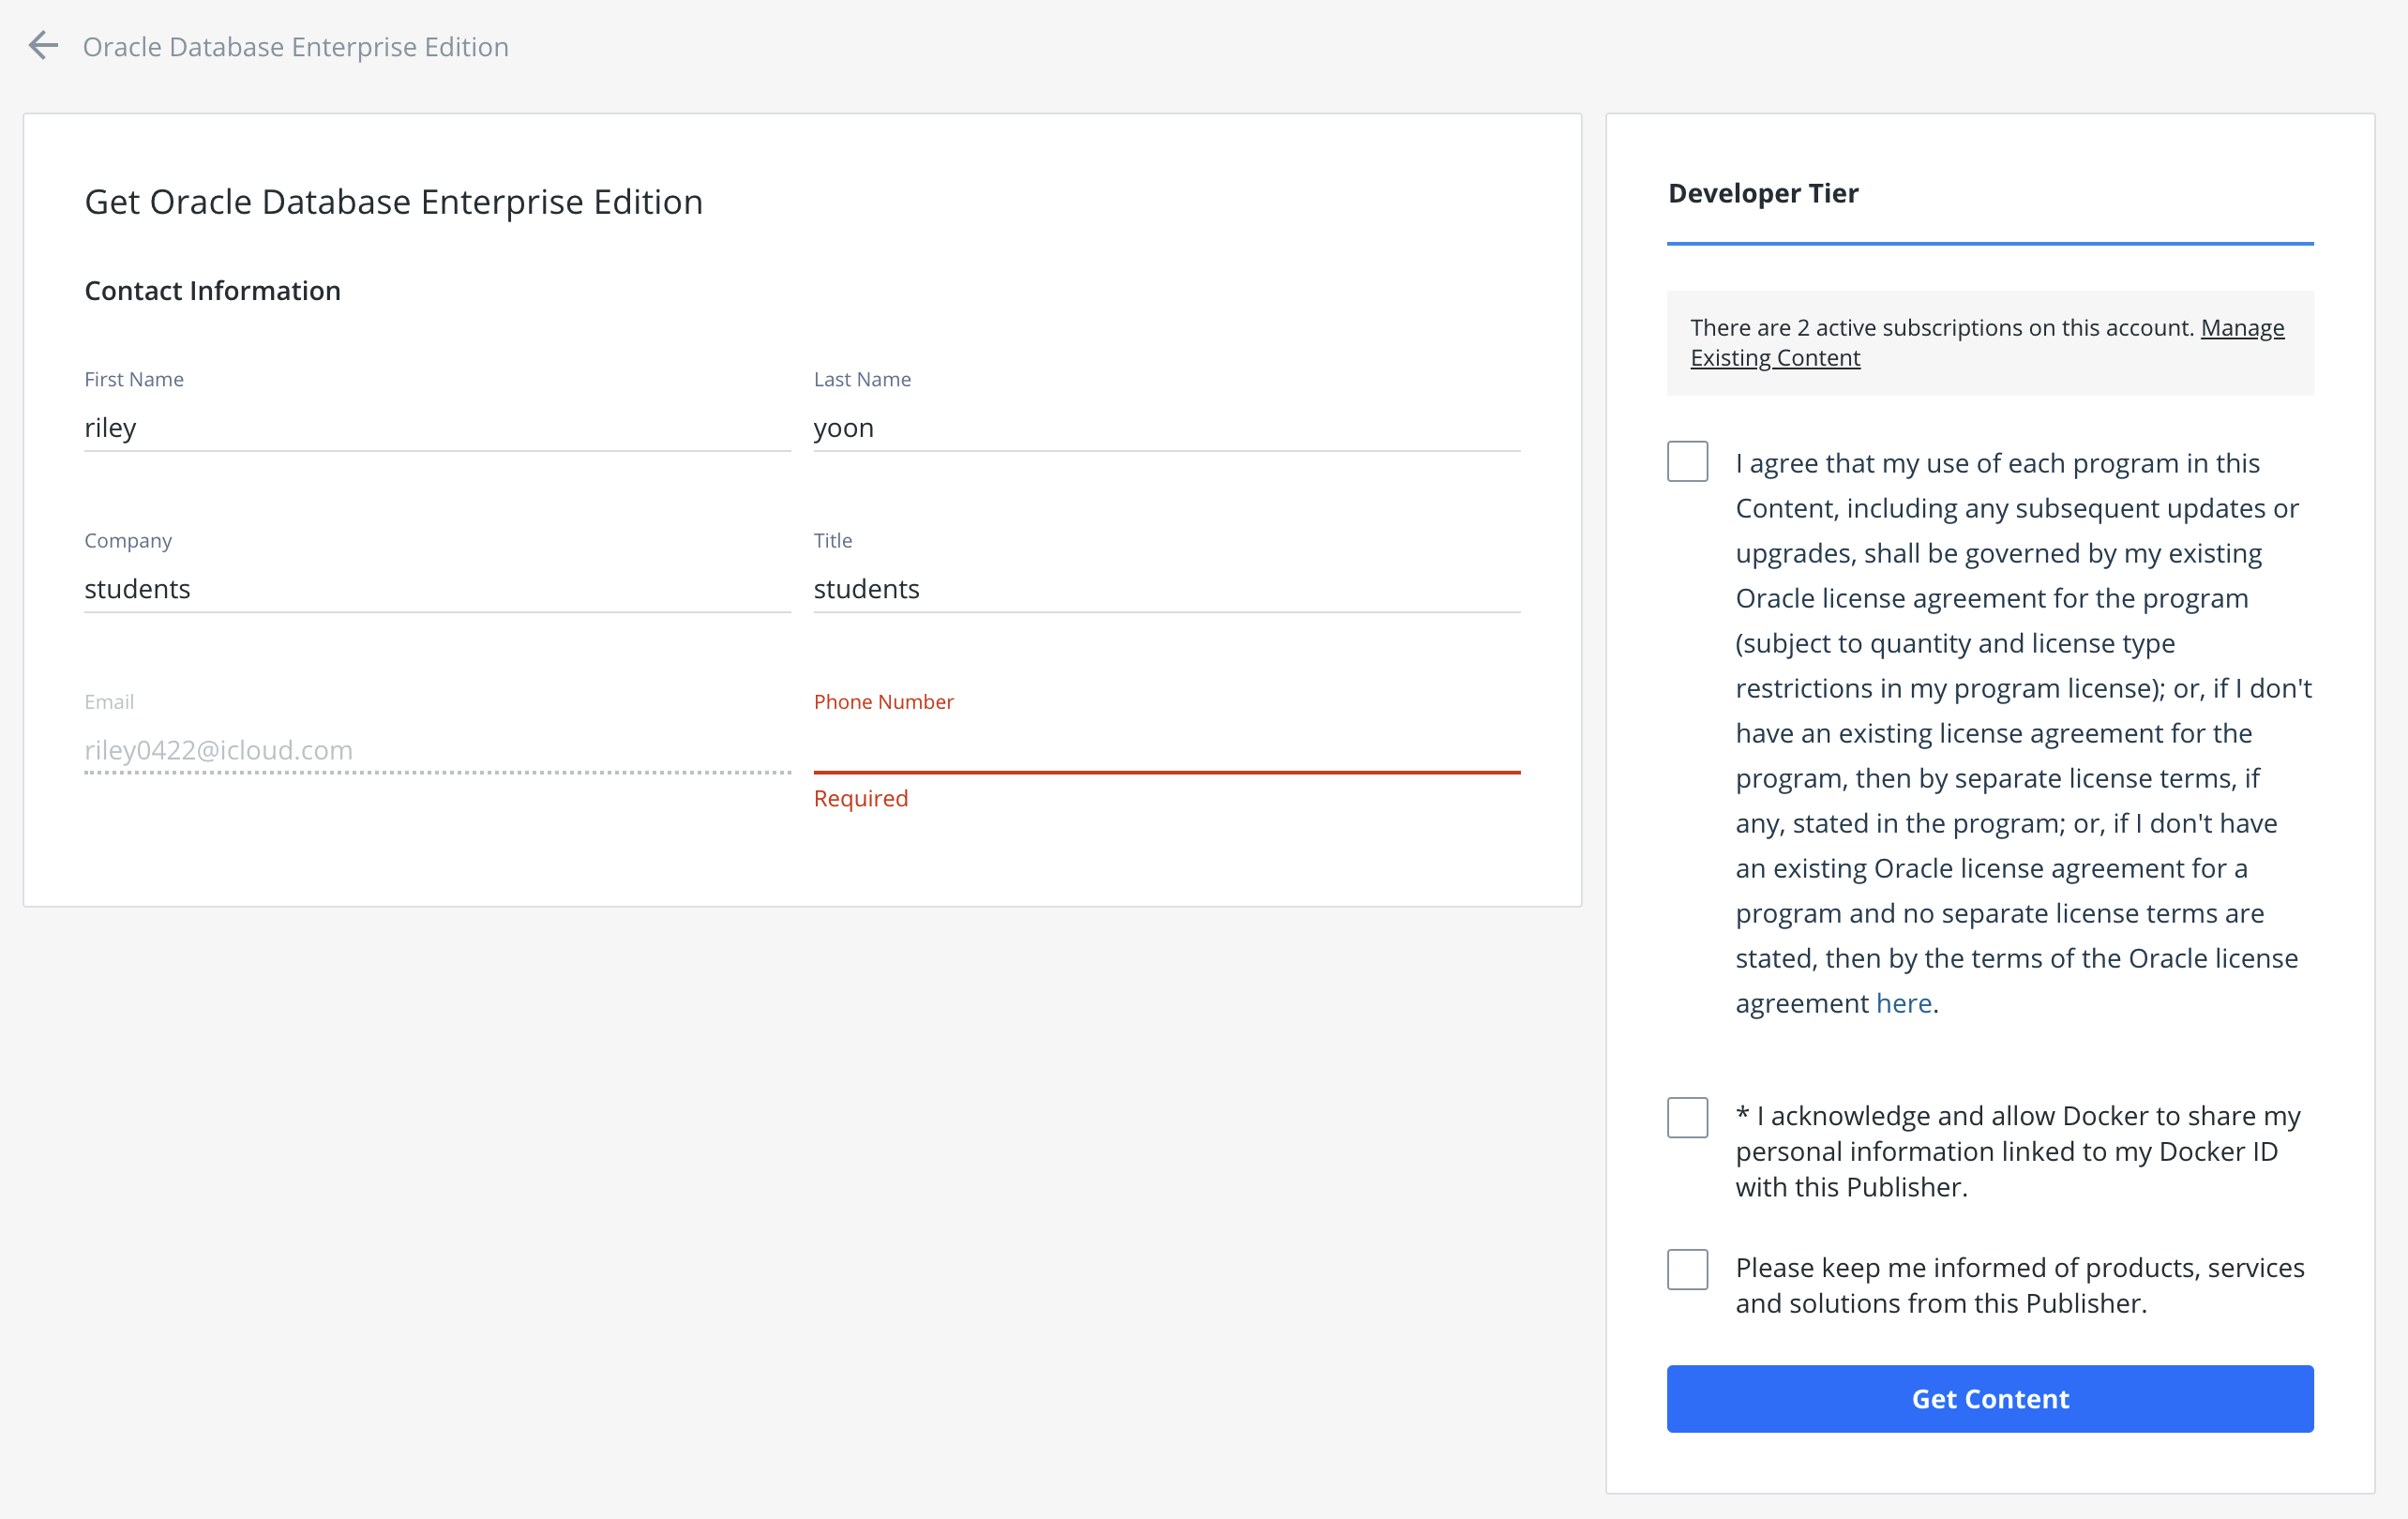 Oracle Database Enterprise Edition
Get Oracle Database Enterprise Edition
Contact Information
First Name
riley
Last Name
yoon
Company
students
Title
students
Email
riley0422@icloud.com
Phone Number
Required
Developer Tier
There are 2 active subscriptions on this account. Manage
Existing Content
I agree that my use of each program in this
Content, including any subsequent updates or
upgrades, shall be governed by my existing
Oracle license agreement for the program
(subject to quantity and license type
restrictions in my program license); or, if I don't
have an existing license agreement for the
program, then by separate license terms, if
any, stated in the program; or, if I don't have
an existing Oracle license agreement for a
program and no separate license terms are
stated, then by the terms of the Oracle license
agreement here.
* I acknowledge and allow Docker to share my
personal information linked to my Docker ID
with this Publisher.
Please keep me informed of products, services
and solutions from this Publisher.
Get Content